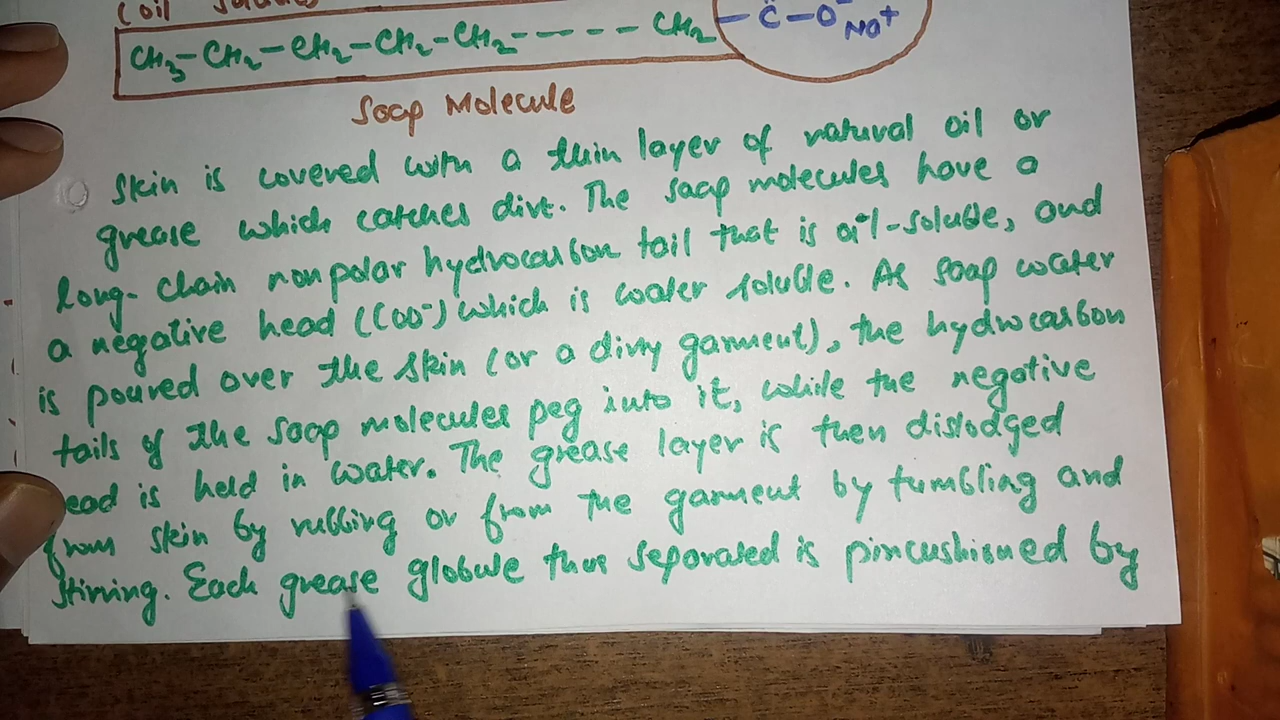 (oil soluble
CH3-CH2-CH2-CH2-CH2----- CH2 -C-O- Na+
Soap Molecule
Skin is covered with a thin layer of natural oil or
grease which catches dirt. The soap molecules have a
long-chain nonpolar hydrocarbon tail that is oil-soluble, and
a negative head (COO-) which is water soluble. As soap water
is poured over the skin (or a dirty garment), the hydrocarbon
tails of the soap molecules peg into it, while the negative
ead is held in water. The grease layer is then dislodged
from skin by rubbing or from the garment by tumbling and
stirring. Each grease globule thus separated is pincushioned by